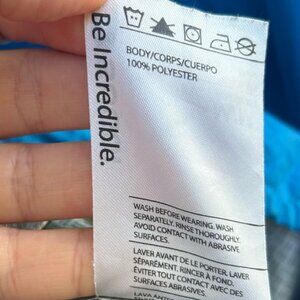 Be Incredible.
BODY/CORPS/CUERPO
100% POLYESTER
WASH BEFORE WEARING. WASH
SEPARATELY. RINSE THOROUGHLY.
AVOID CONTACT WITH ABRASIVE
SURFACES.
LAVER AVANT DE LE PORTER. LAVER
SÉPARÉMENT. RINCER À FOND.
ÉVITER TOUT CONTACT AVEC DES
SURFACES ABRASIVES.